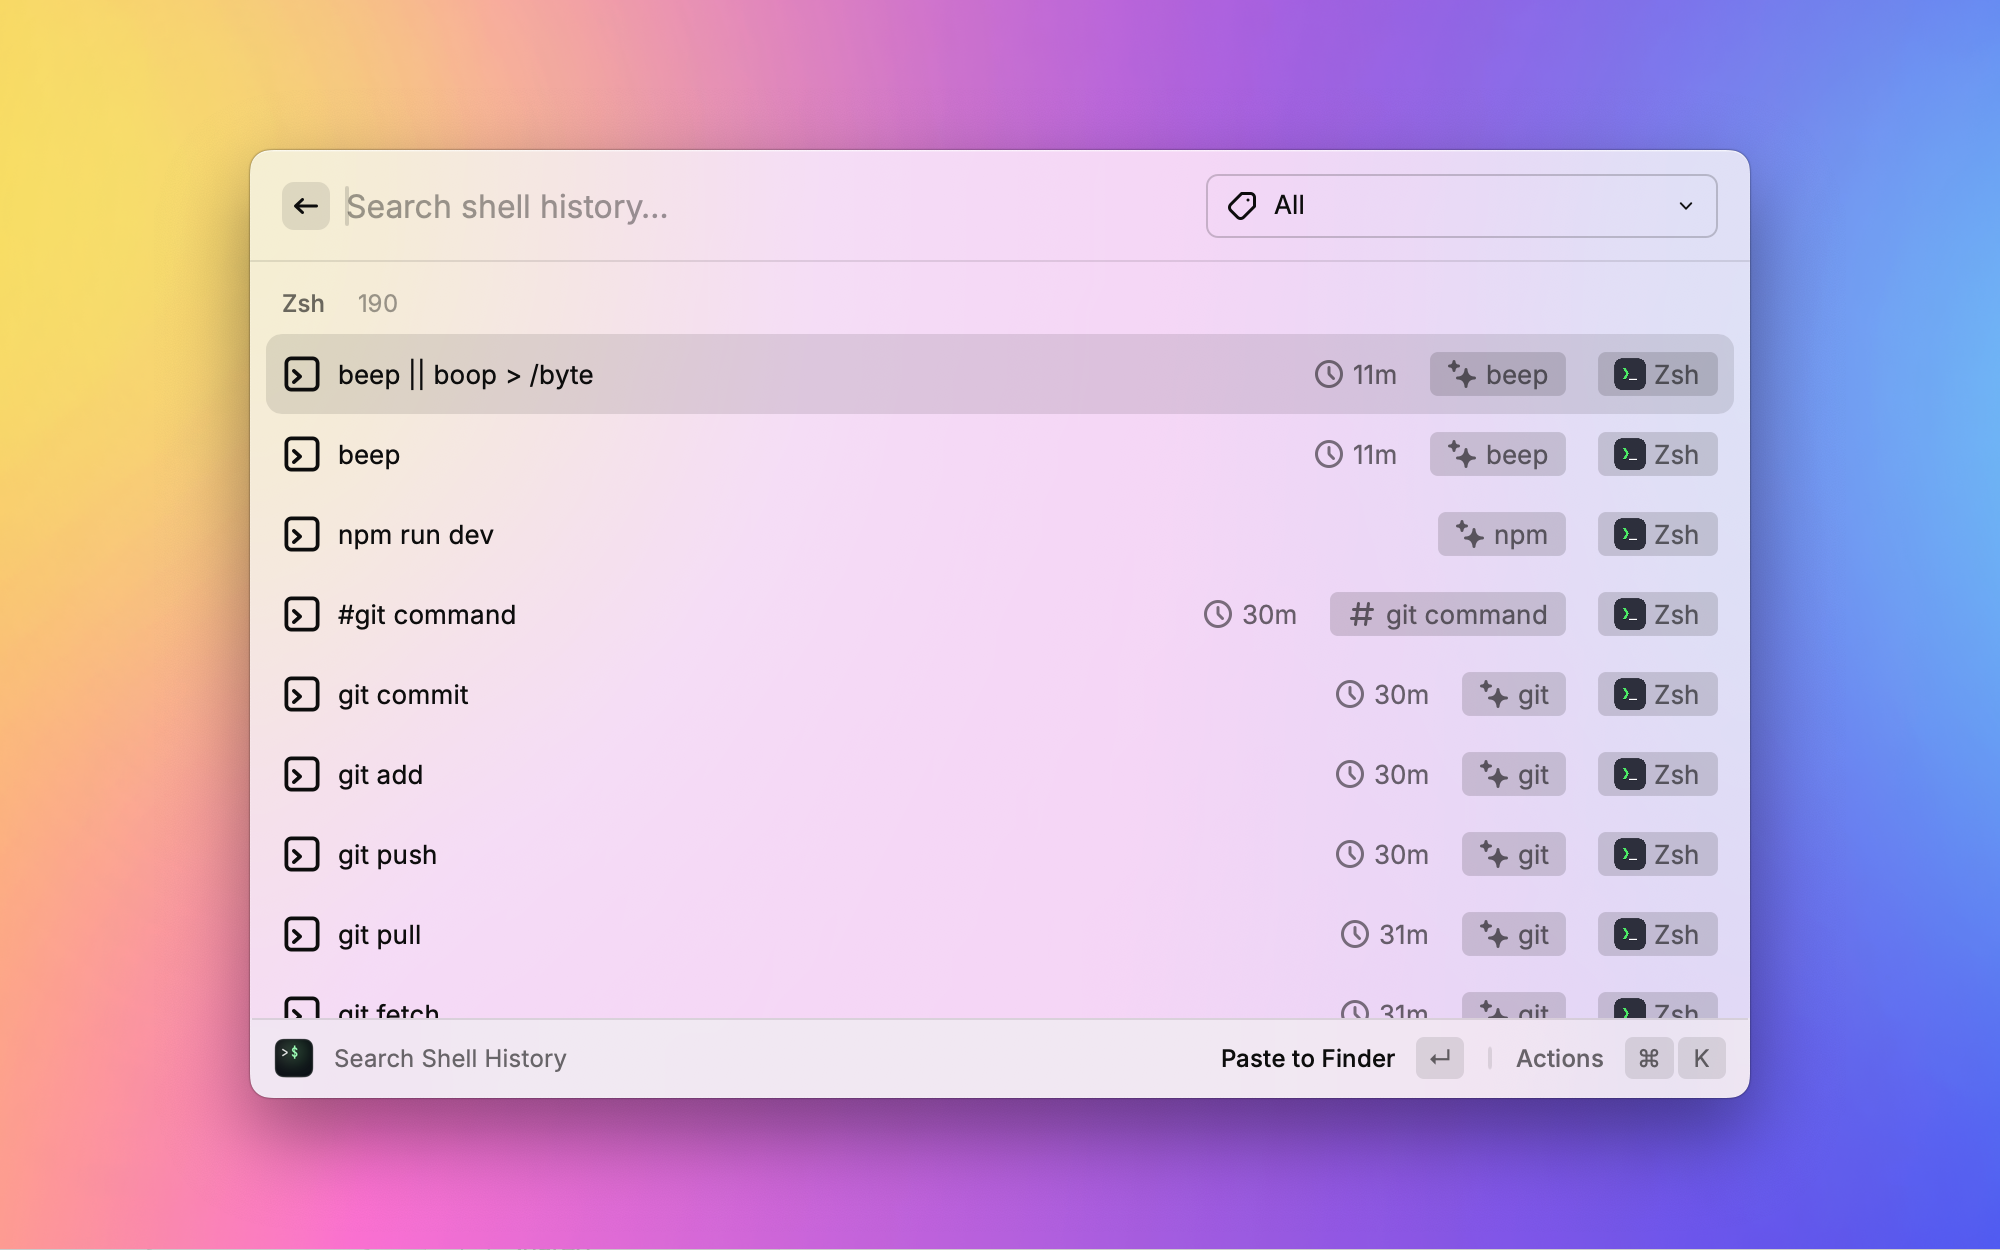 Search shell history...
All
Zsh 190
beep || boop > /byte 11m beep Zsh
beep 11m beep Zsh
npm run dev npm Zsh
#git command 30m # git command Zsh
git commit 30m git Zsh
git add 30m git Zsh
git push 30m git Zsh
git pull 31m git Zsh
git fetch 31m git Zsh
>$ Search Shell History Paste to Finder ↵ Actions ⌘ K